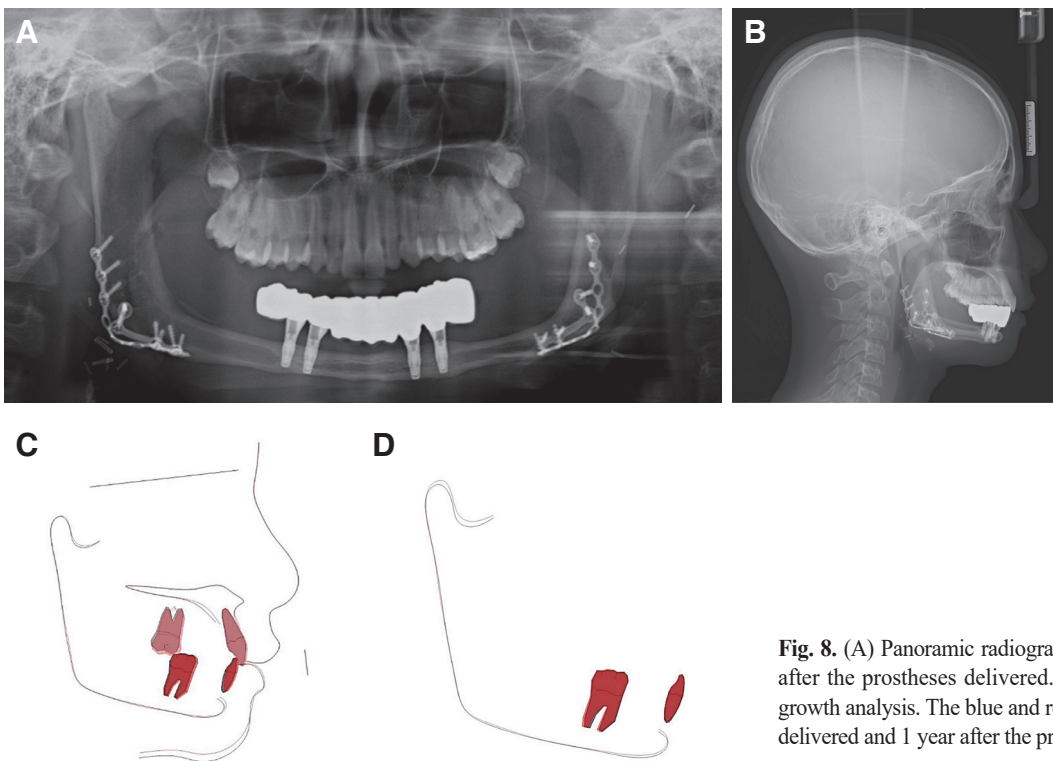 A
B
C
D
Fig. 8. (A) Panoramic radiogra
after the prostheses delivered.
growth analysis. The blue and r
delivered and 1 year after the pr